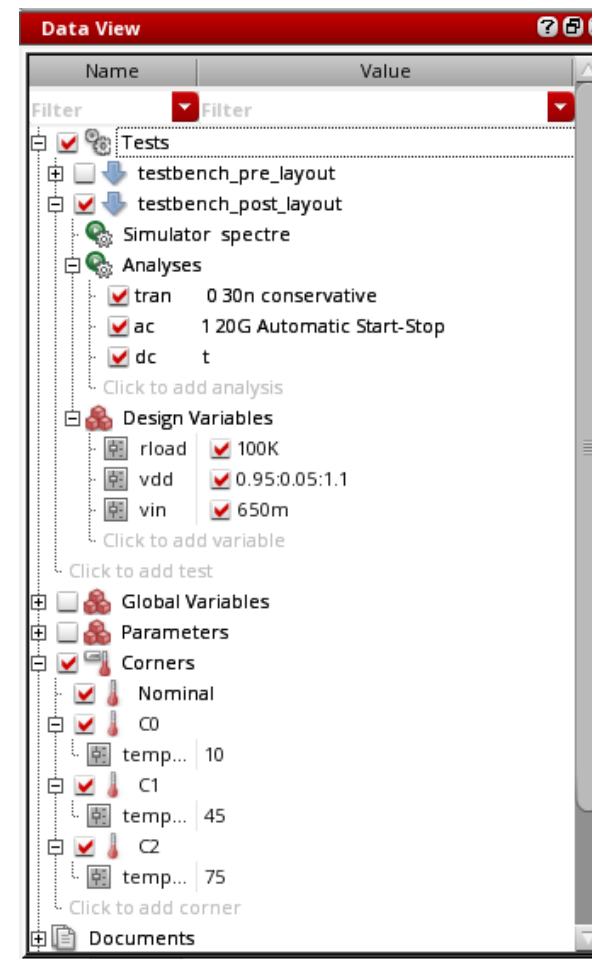 Data View
Name Value
Filter Filter
Tests
testbench_pre_layout
testbench_post_layout
Simulator spectre
Analyses
tran 0 30n conservative
ac 1 20G Automatic Start-Stop
dc t
Click to add analysis
Design Variables
rload 100K
vdd 0.95:0.05:1.1
vin 650m
Click to add variable
Click to add test
Global Variables
Parameters
Corners
Nominal
C0
temp... 10
C1
temp... 45
C2
temp... 75
Click to add corner
Documents